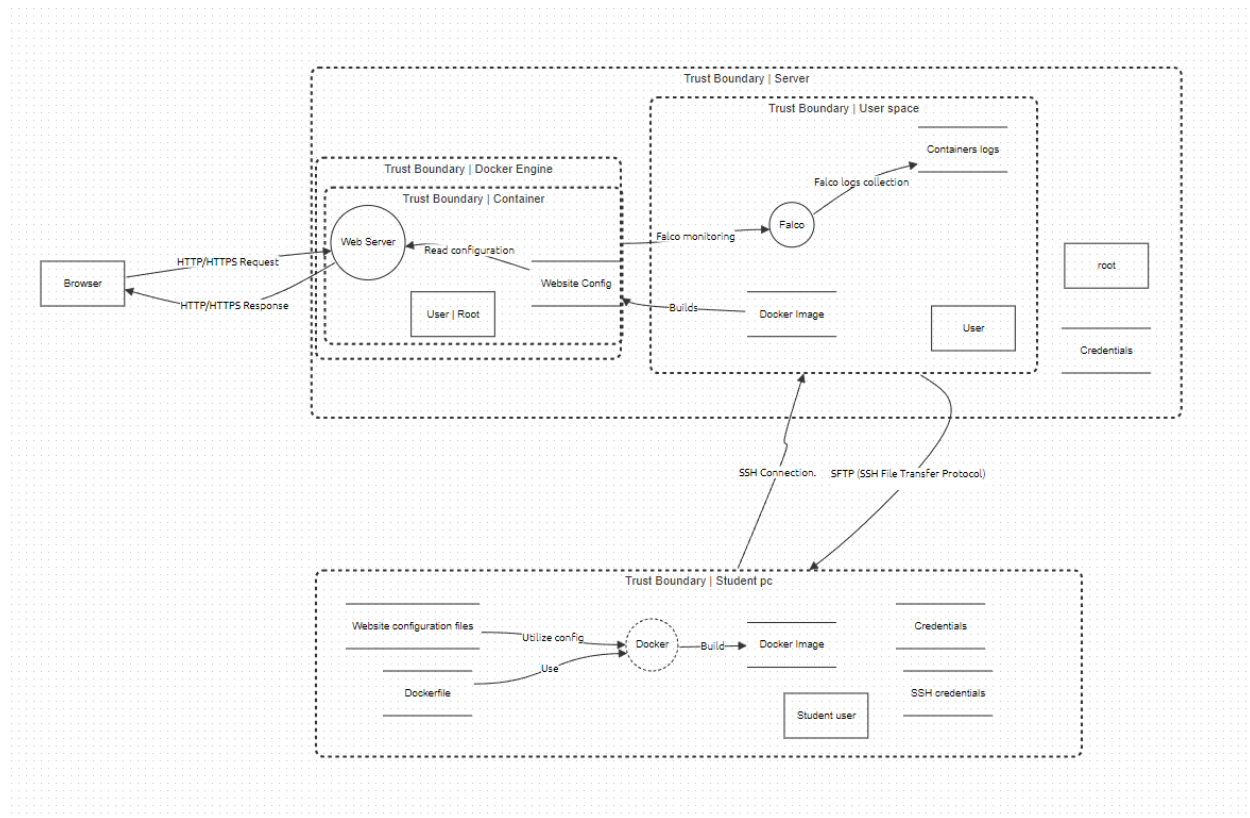 Trust Boundary | Server
Trust Boundary | User space
Containers logs
Falco logs collection
Trust Boundary | Docker Engine
Trust Boundary | Container
Web Server
Read configuration
Falco monitoring
Falco
HTTP/HTTPS Request
Browser
HTTP/HTTPS Response
Website Config
User | Root
Builds
Docker Image
User
root
Credentials
SSH Connection.
SFTP (SSH File Transfer Protocol)
Trust Boundary | Student pc
Website configuration files
Utilize config
Docker
Build
Docker Image
Credentials
Use
Dockerfile
SSH credentials
Student user